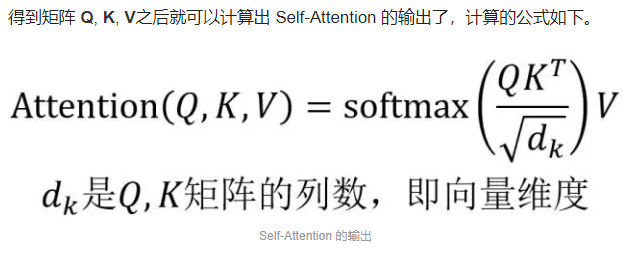 得到矩阵 Q, K, V之后就可以计算出 Self-Attention 的输出了，计算的公式如下。
Attention(Q, K, V) = softmax(QK^T / √d_k) V
d_k是Q, K矩阵的列数，即向量维度
Self-Attention 的输出